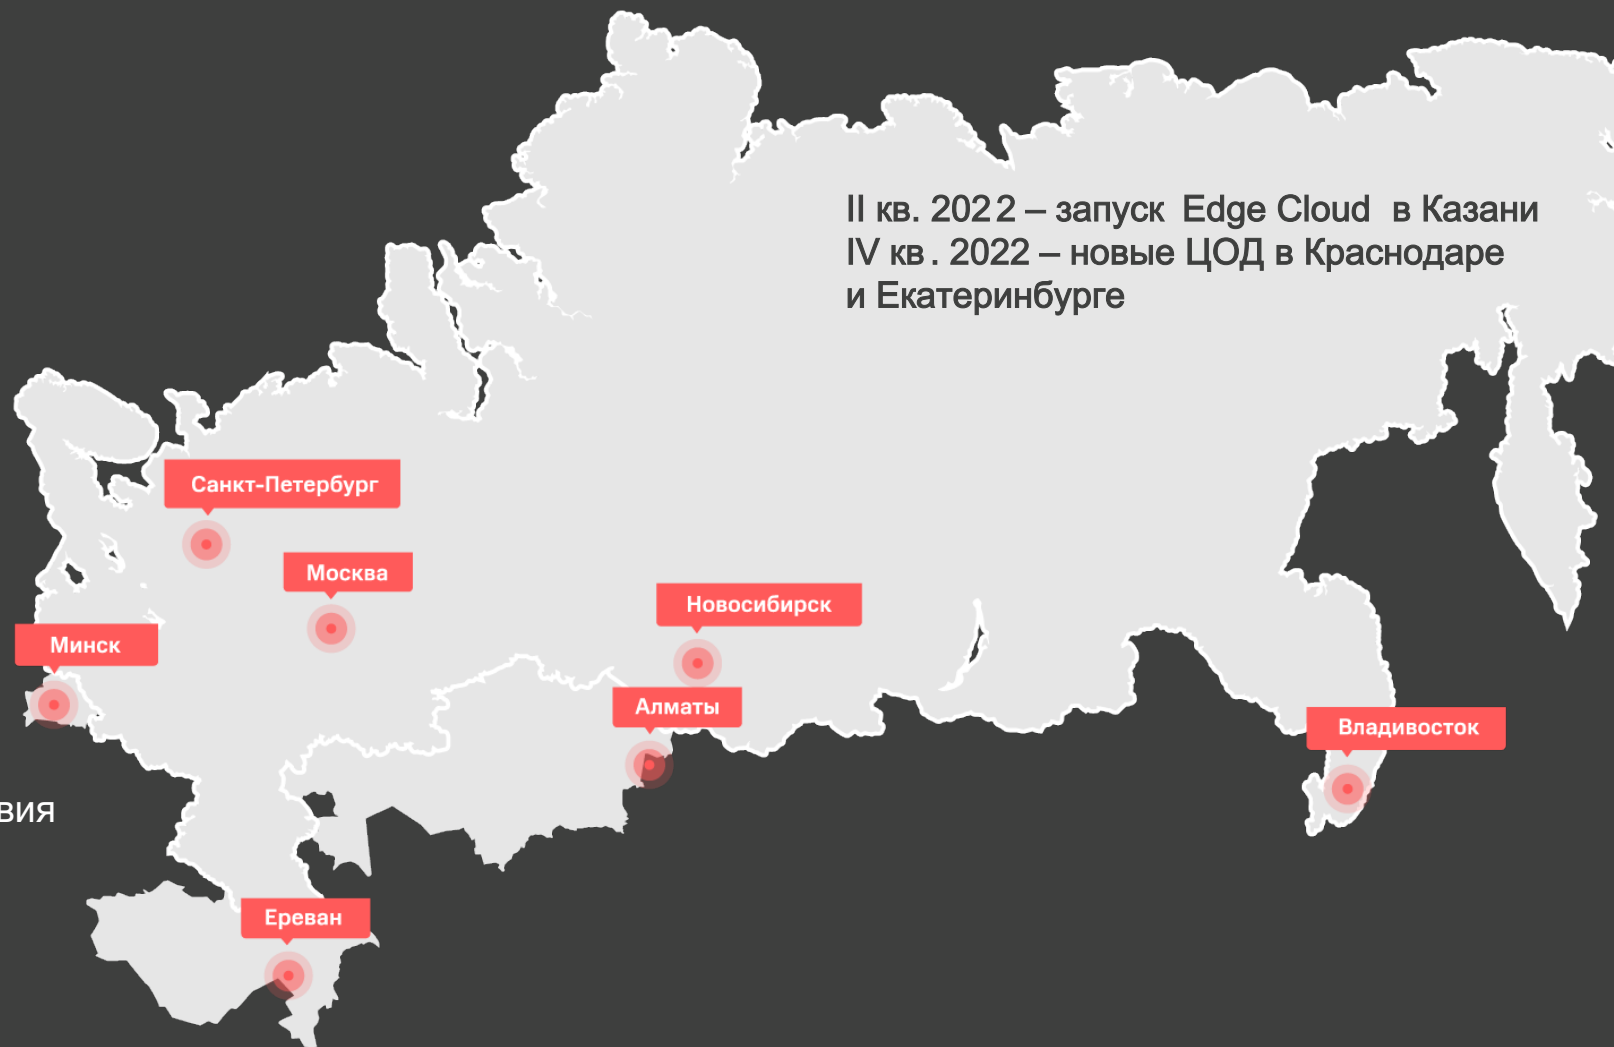 II кв. 2022 – запуск Edge Cloud в Казани
IV кв. 2022 – новые ЦОД в Краснодаре
и Екатеринбурге
Санкт-Петербург
Москва
Новосибирск
Минск
Алматы
Владивосток
вия
Ереван